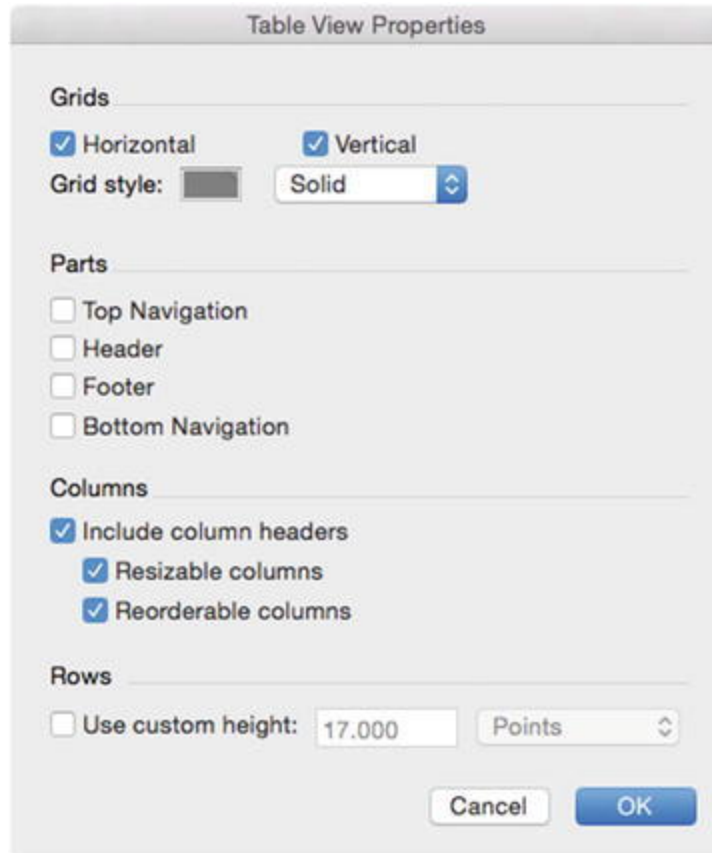 Table View Properties
Grids
Horizontal Vertical
Grid style: Solid
Parts
Top Navigation
Header
Footer
Bottom Navigation
Columns
Include column headers
Resizable columns
Reorderable columns
Rows
Use custom height: 17.000 Points
Cancel OK